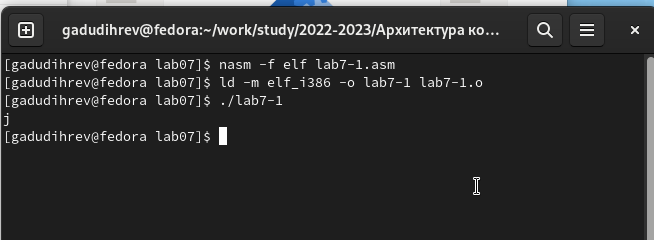 gadudihrev@fedora:~/work/study/2022-2023/Архитектура ко...
[gadudihrev@fedora lab07]$ nasm -f elf lab7-1.asm
[gadudihrev@fedora lab07]$ ld -m elf_i386 -o lab7-1 lab7-1.o
[gadudihrev@fedora lab07]$ ./lab7-1
j
[gadudihrev@fedora lab07]$